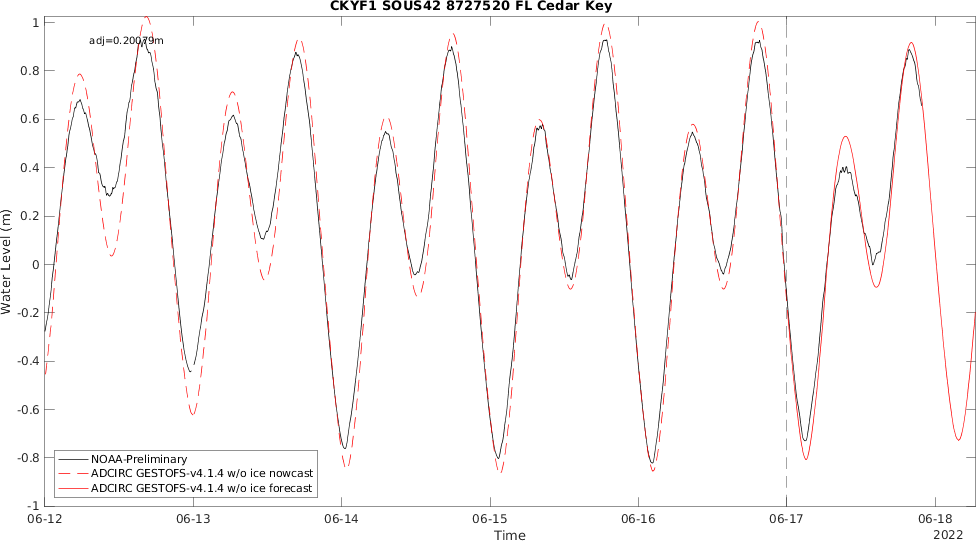 CKYF1 SOUS42 8727520 FL Cedar Key
adj=0.20079m
1
0.8
0.6
0.4
0.2
0
-0.2
-0.4
-0.6
-0.8
-1
Water Level (m)
NOAA-Preliminary
ADCIRC GESTOFS-v4.1.4 w/o ice nowcast
ADCIRC GESTOFS-v4.1.4 w/o ice forecast
06-12 06-13 06-14 06-15 06-16 06-17 06-18
Time
2022